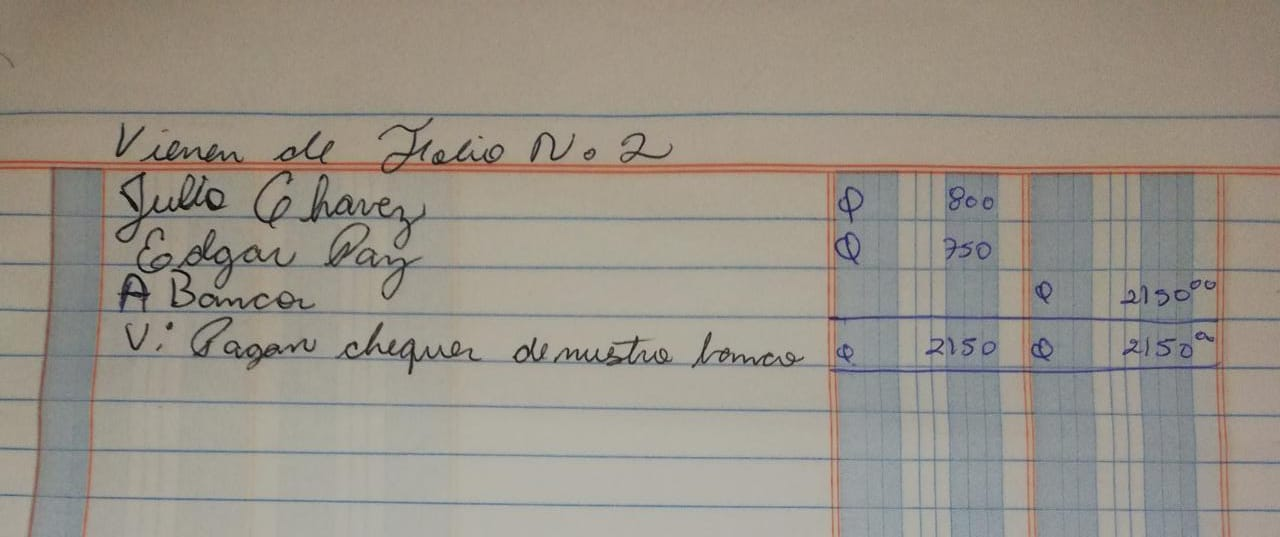 Vienen de Folio No. 2
Julio Chavez Q 800
Edgar Paz Q 750
A Bancos Q 2150⁰⁰
V: Pagan cheques de nuestro banco Q 2150 Q 2150⁰⁰